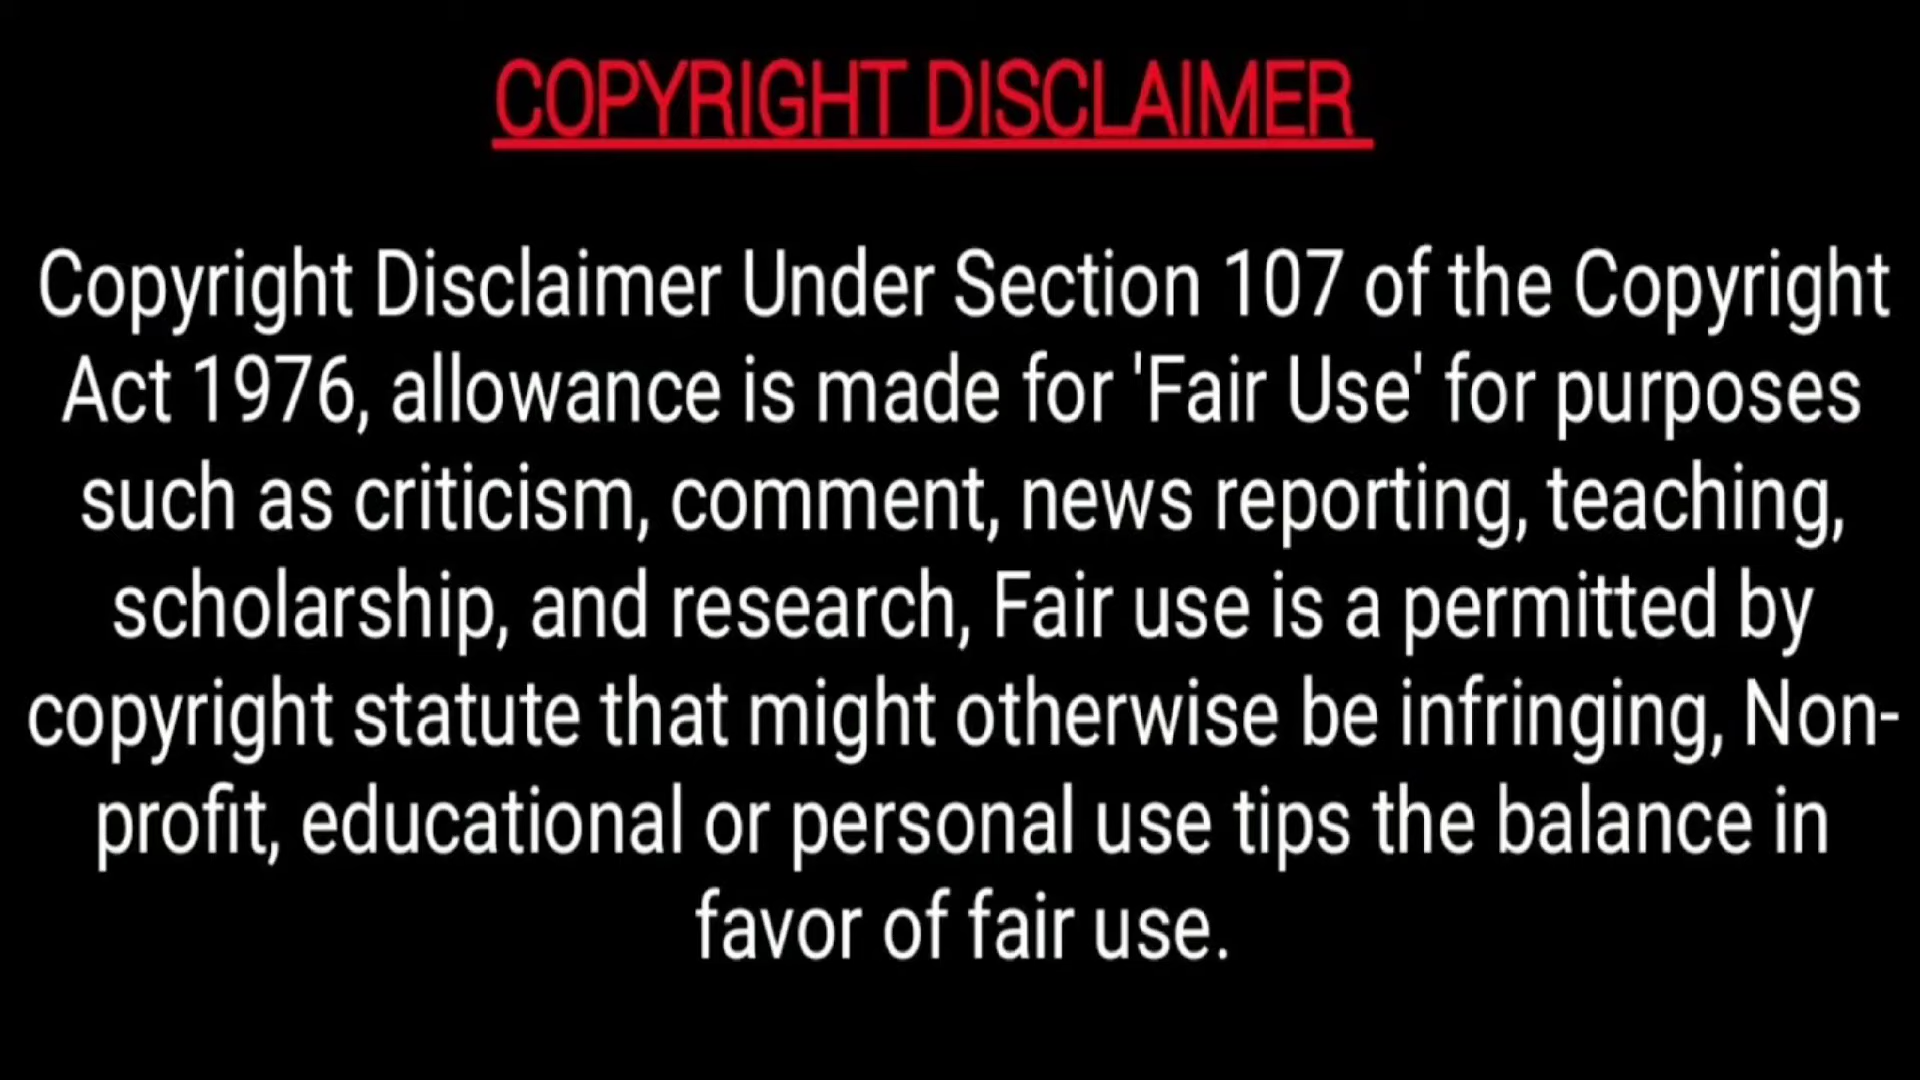 COPYRIGHT DISCLAIMER
Copyright Disclaimer Under Section 107 of the Copyright
Act 1976, allowance is made for 'Fair Use' for purposes
such as criticism, comment, news reporting, teaching,
scholarship, and research, Fair use is a permitted by
copyright statute that might otherwise be infringing, Non-
profit, educational or personal use tips the balance in
favor of fair use.